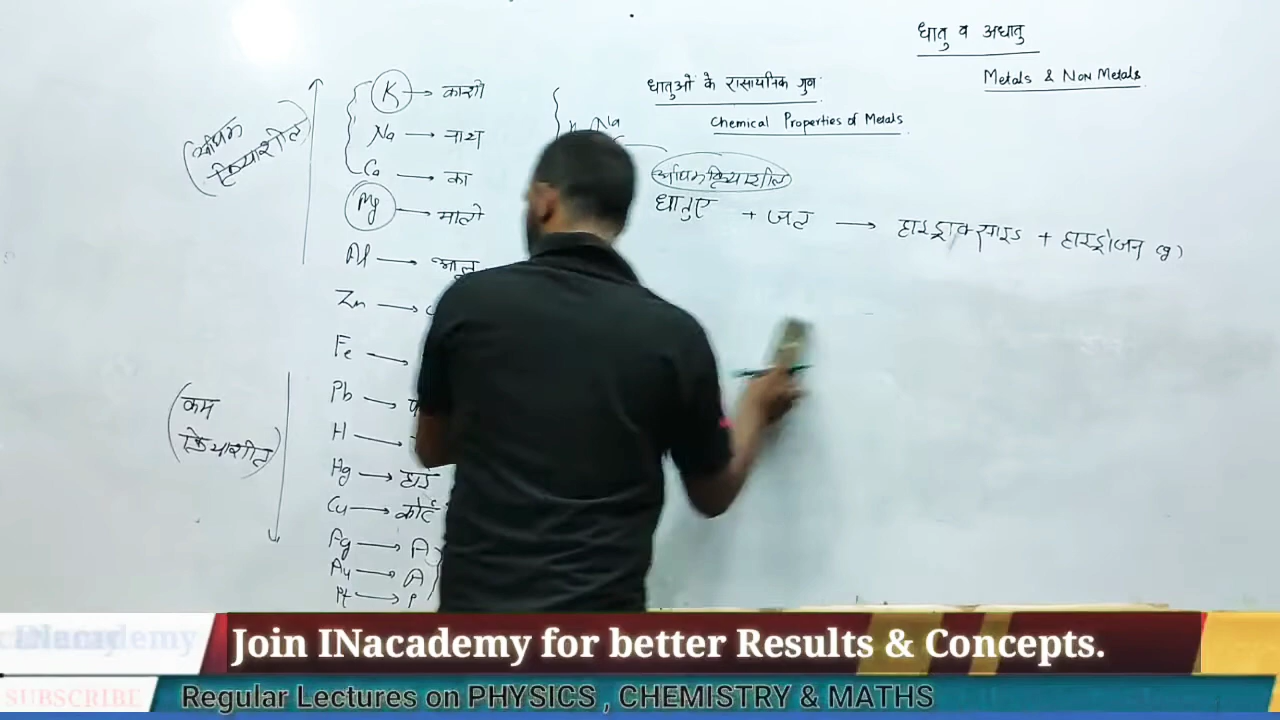 धातु व अधातु
Metals & Non Metals
धातुओं के रासायनिक गुण
Chemical Properties of Metals
K → काशी
Na → नाथ
Ca → का
Mg → मालो
Al → आलू
Zn →
Fe →
Pb →
H →
Hg → हाइ
Cu → कोर्ट
Ag → A
Au → A
Pt → P
(अधिक
क्रियाशील)
(कम
क्रियाशील)
Na
अधिक क्रियाशील
धातुए + जल → हाइड्राक्साइड + हाइड्रोजन (g)
INacademy
Join INacademy for better Results & Concepts.
SUBSCRIBE
Regular Lectures on PHYSICS , CHEMISTRY & MATHS